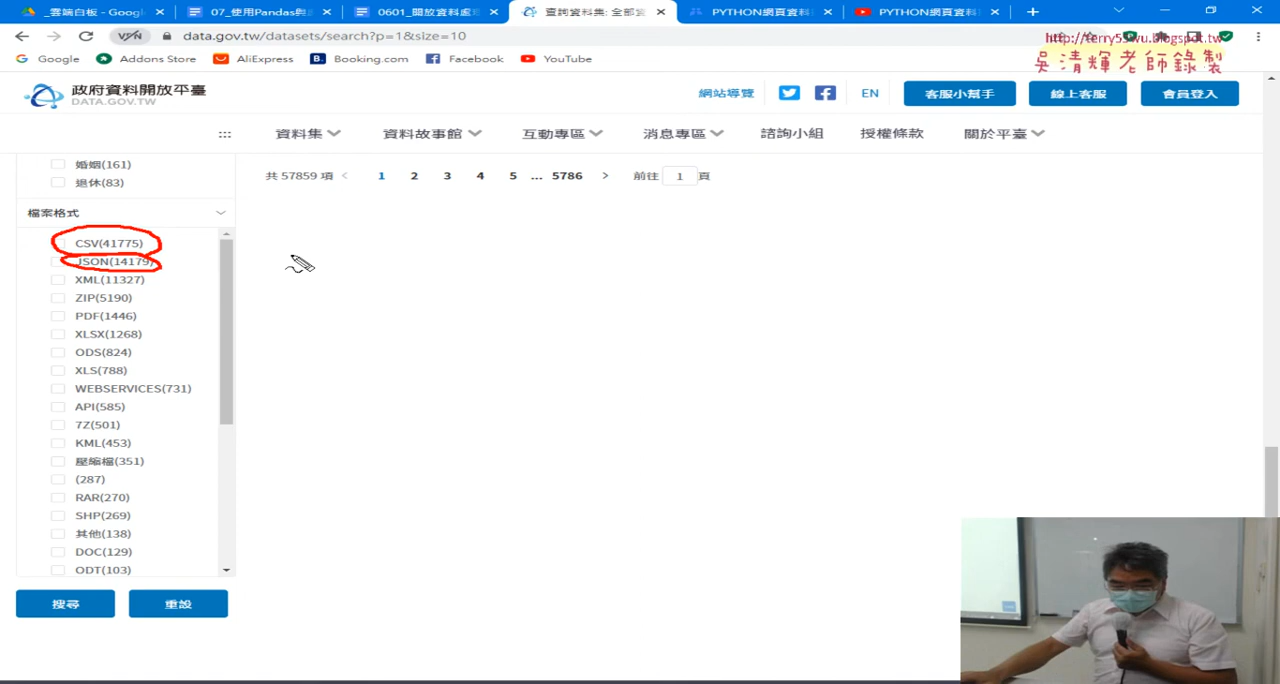 _雲端白板 - Googl
07_使用Pandas與
0601_開放資料處
查詢資料集: 全部資
PYTHON網頁資料
PYTHON網頁資料
VPN
data.gov.tw/datasets/search?p=1&size=10
http://terry55wu.blogspot.tw
Google
Addons Store
AliExpress
Booking.com
Facebook
YouTube
吳清輝老師錄製
政府資料開放平臺
DATA.GOV.TW
網站導覽
EN
客服小幫手
線上客服
會員登入
資料集
資料故事館
互動專區
消息專區
諮詢小組
授權條款
關於平臺
婚姻(161)
退休(83)
共 57859 項 < 1 2 3 4 5 ... 5786 > 前往 1 頁
檔案格式
CSV(41775)
JSON(14179)
XML(11327)
ZIP(5190)
PDF(1446)
XLSX(1268)
ODS(824)
XLS(788)
WEBSERVICES(731)
API(585)
7Z(501)
KML(453)
壓縮檔(351)
(287)
RAR(270)
SHP(269)
其他(138)
DOC(129)
ODT(103)
搜尋
重設